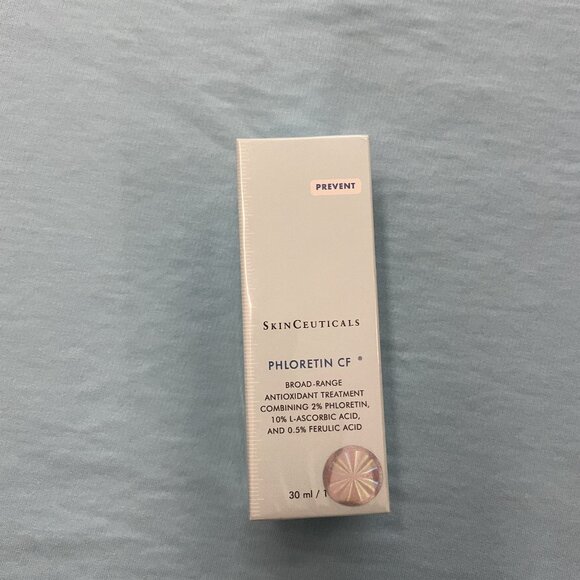 PREVENT
SKINCEUTICALS
PHLORETIN CF ®
BROAD-RANGE
ANTIOXIDANT TREATMENT
COMBINING 2% PHLORETIN,
10% L-ASCORBIC ACID,
AND 0.5% FERULIC ACID
30 ml / 1